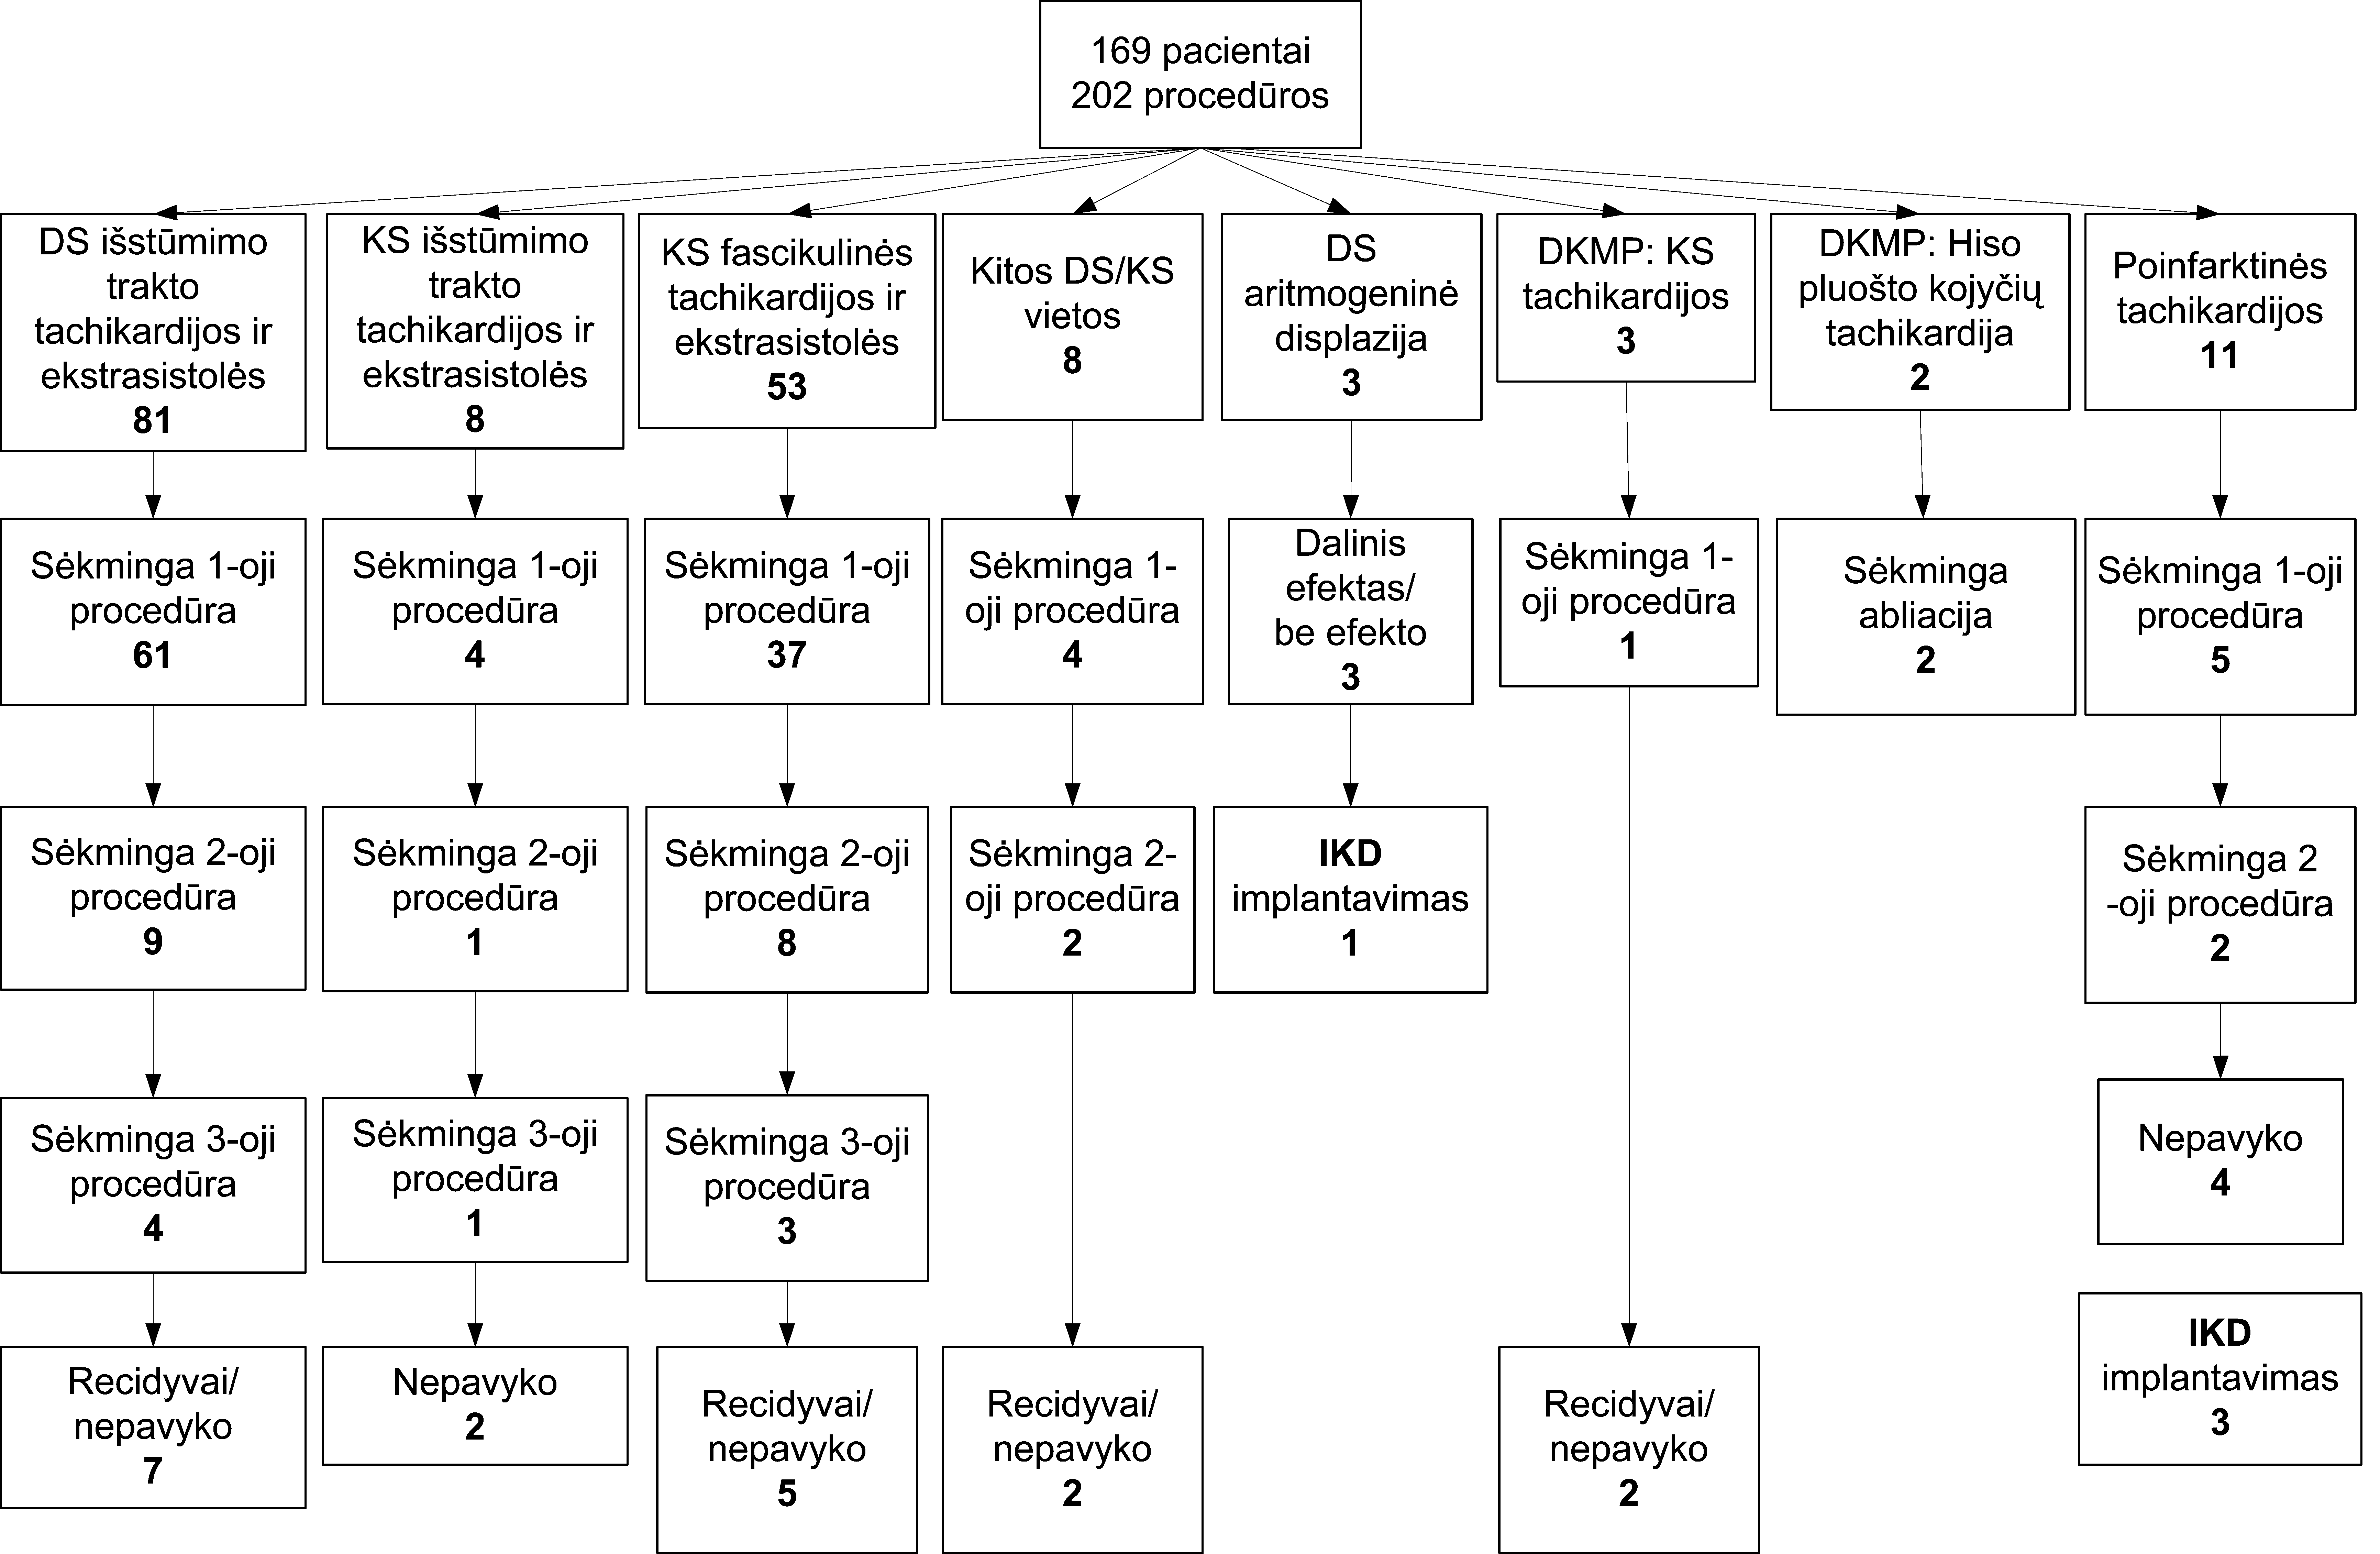 169 pacientai
202 procedūros
DS išstūmimo
trakto
tachikardijos ir
ekstrasistolės
81
KS išstūmimo
trakto
tachikardijos ir
ekstrasistolės
8
KS fascikulinės
tachikardijos ir
ekstrasistolės
53
Kitos DS/KS
vietos
8
DS
aritmogeninė
displazija
3
DKMP: KS
tachikardijos
3
DKMP: Hiso
pluošto kojyčių
tachikardija
2
Poinfarktinės
tachikardijos
11
Sėkminga 1-oji
procedūra
61
Sėkminga 1-oji
procedūra
4
Sėkminga 1-oji
procedūra
37
Sėkminga 1-
oji procedūra
4
Dalinis
efektas/
be efekto
3
Sėkminga 1-
oji procedūra
1
Sėkminga
abliacija
2
Sėkminga 1-oji
procedūra
5
Sėkminga 2-oji
procedūra
9
Sėkminga 2-oji
procedūra
1
Sėkminga 2-oji
procedūra
8
Sėkminga 2-
oji procedūra
2
IKD
implantavimas
1
Sėkminga 2
-oji procedūra
2
Sėkminga 3-oji
procedūra
4
Sėkminga 3-oji
procedūra
1
Sėkminga 3-oji
procedūra
3
Nepavyko
4
Recidyvai/
nepavyko
7
Nepavyko
2
Recidyvai/
nepavyko
5
Recidyvai/
nepavyko
2
Recidyvai/
nepavyko
2
IKD
implantavimas
3